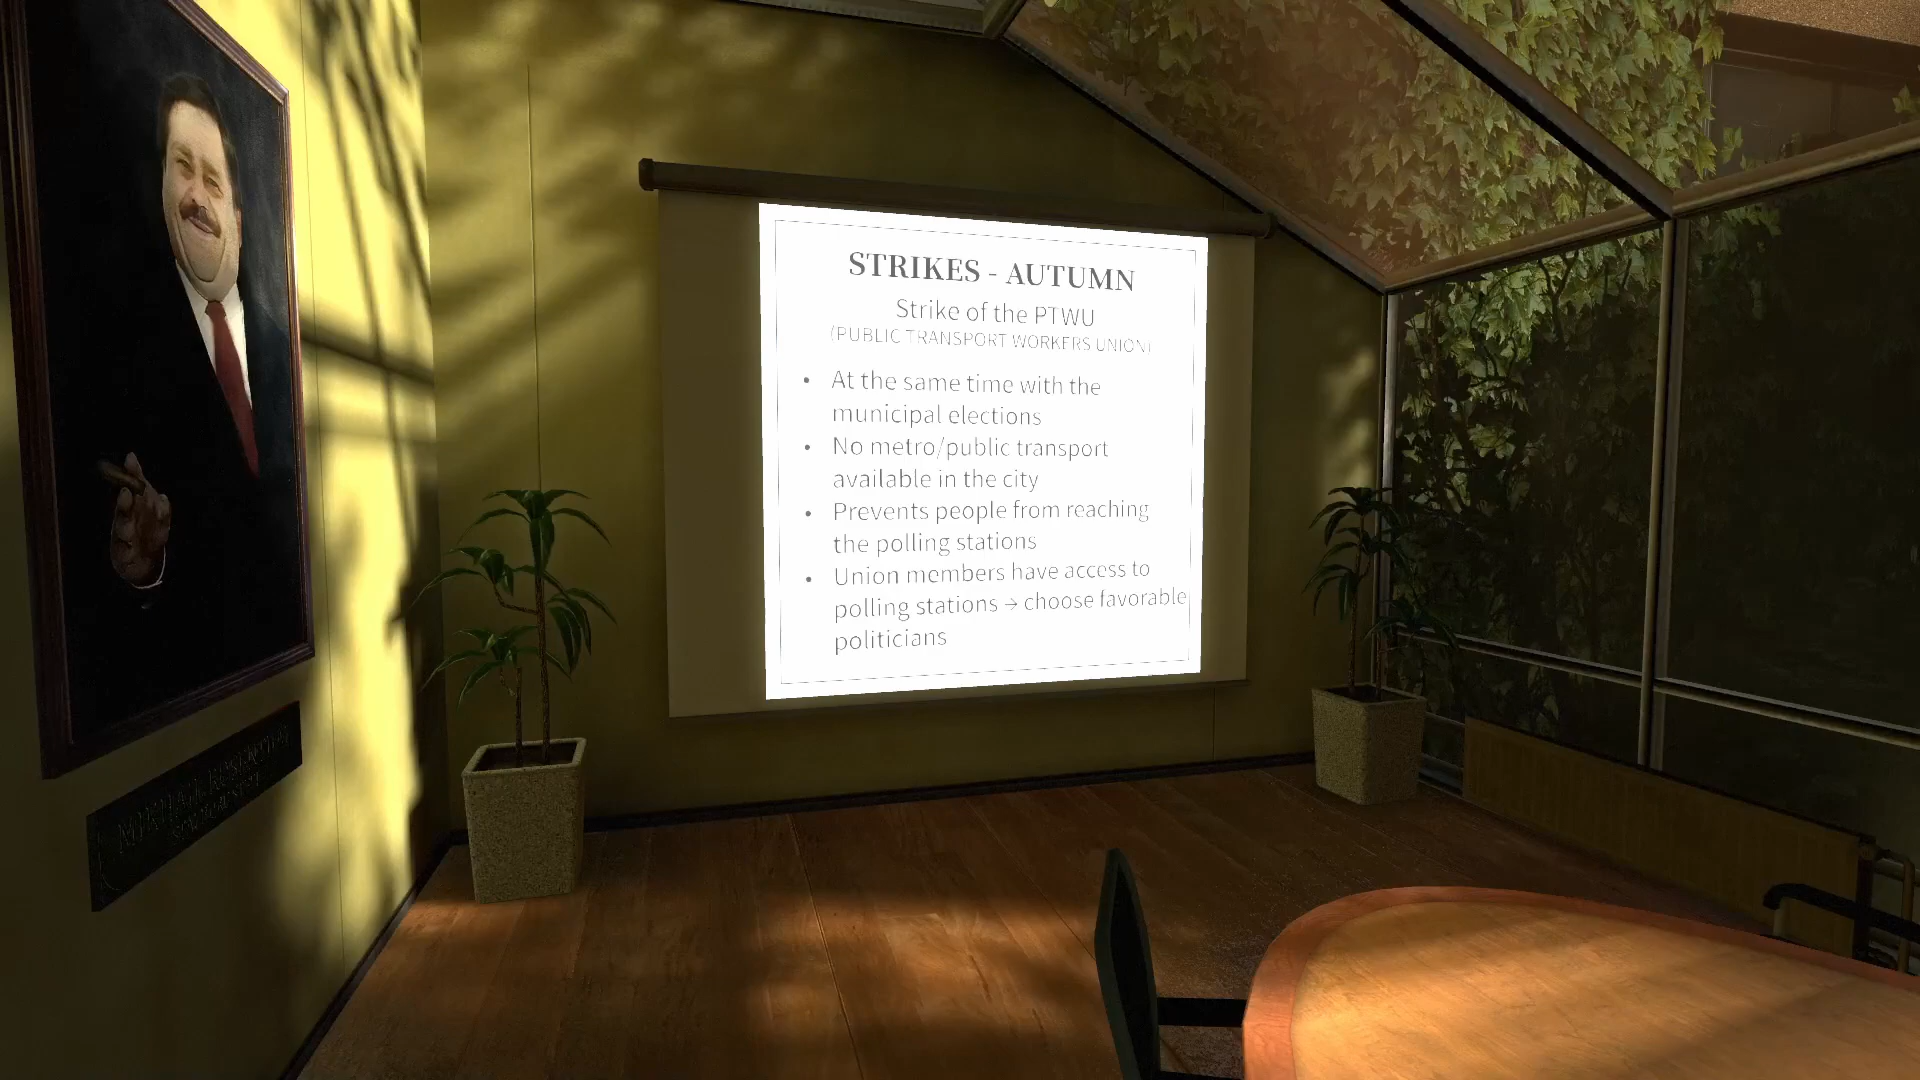 STRIKES - AUTUMN
Strike of the PTWU
(PUBLIC TRANSPORT WORKERS UNION)
• At the same time with the
municipal elections
• No metro/public transport
available in the city
• Prevents people from reaching
the polling stations
• Union members have access to
polling stations → choose favorable
politicians